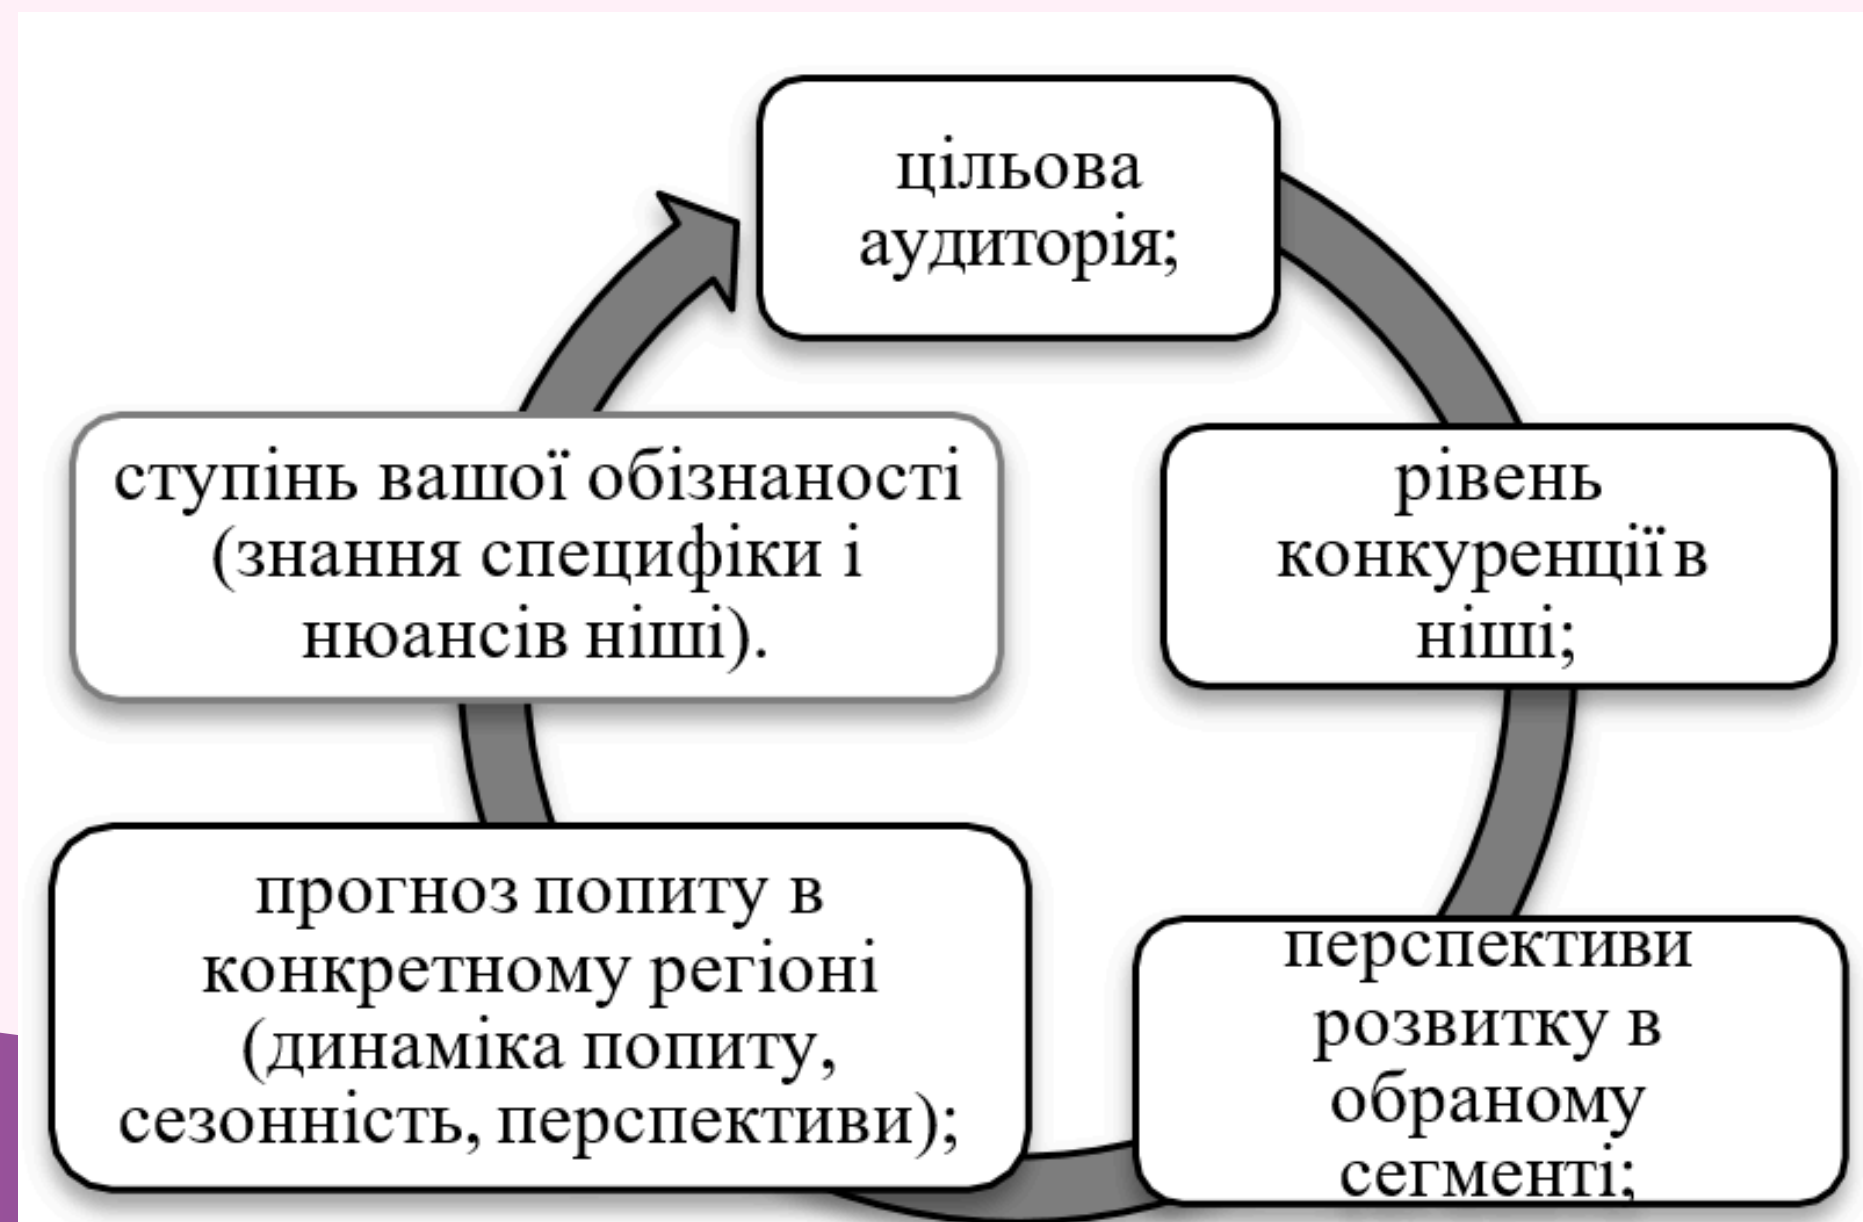 цільова
аудиторія;
рівень
конкуренції в
ніші;
перспективи
розвитку в
обраному
сегменті;
прогноз попиту в
конкретному регіоні
(динаміка попиту,
сезонність, перспективи);
ступінь вашої обізнаності
(знання специфіки і
нюансів ніші).